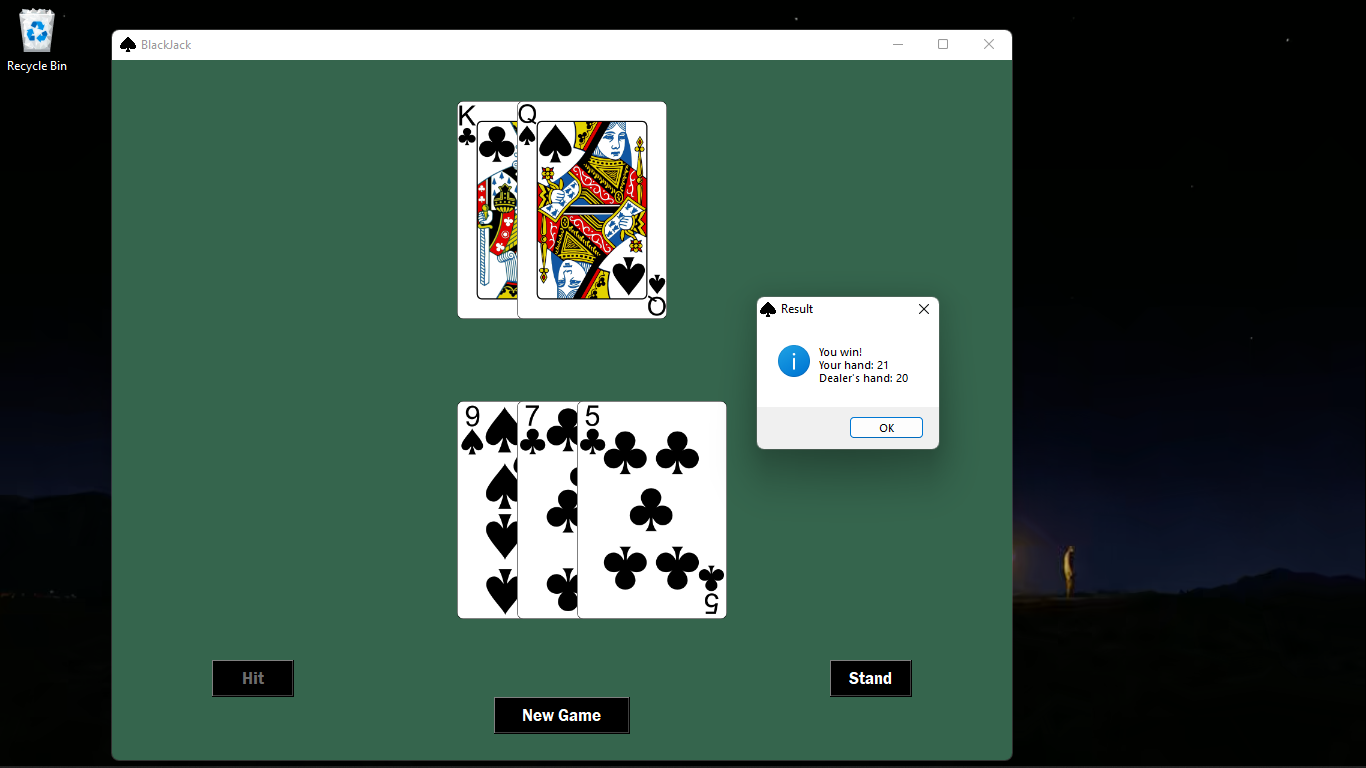 Recycle Bin
BlackJack
K
Q
Q
Result
You win!
Your hand: 21
Dealer's hand: 20
OK
9
7
5
5
Hit
Stand
New Game